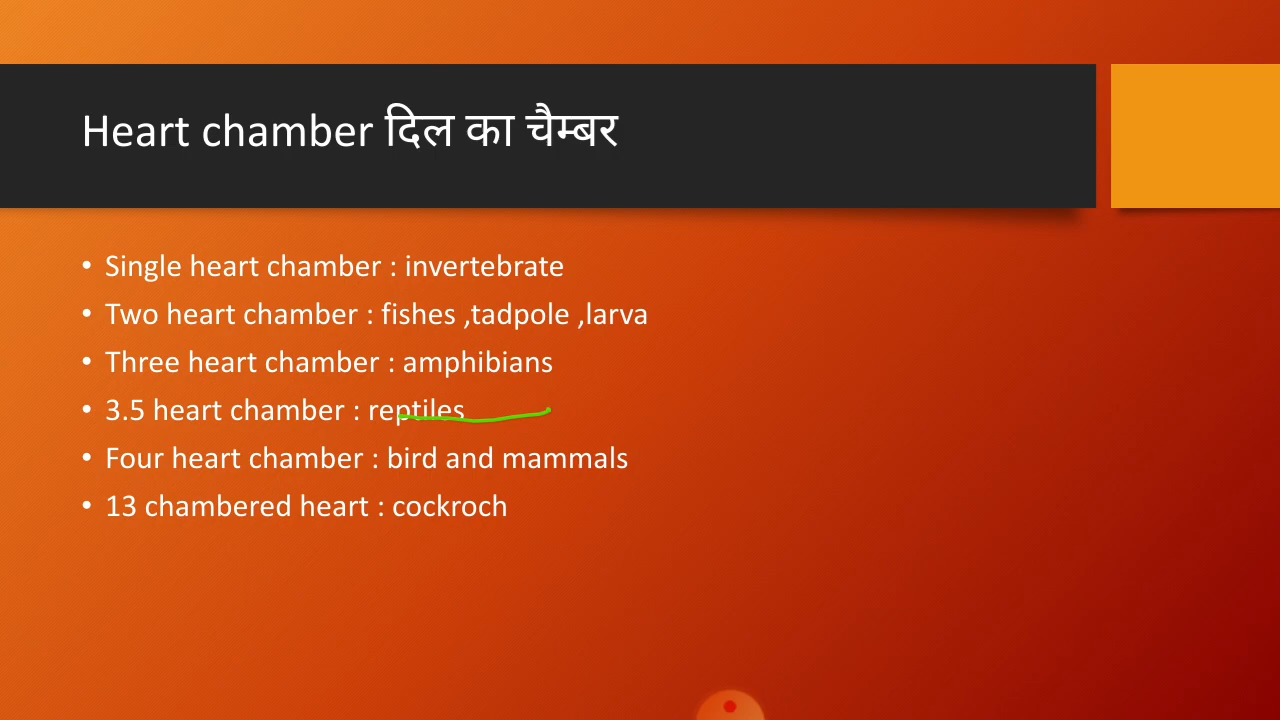 Heart chamber दिल का चैम्बर
• Single heart chamber : invertebrate
• Two heart chamber : fishes ,tadpole ,larva
• Three heart chamber : amphibians
• 3.5 heart chamber : reptiles
• Four heart chamber : bird and mammals
• 13 chambered heart : cockroch